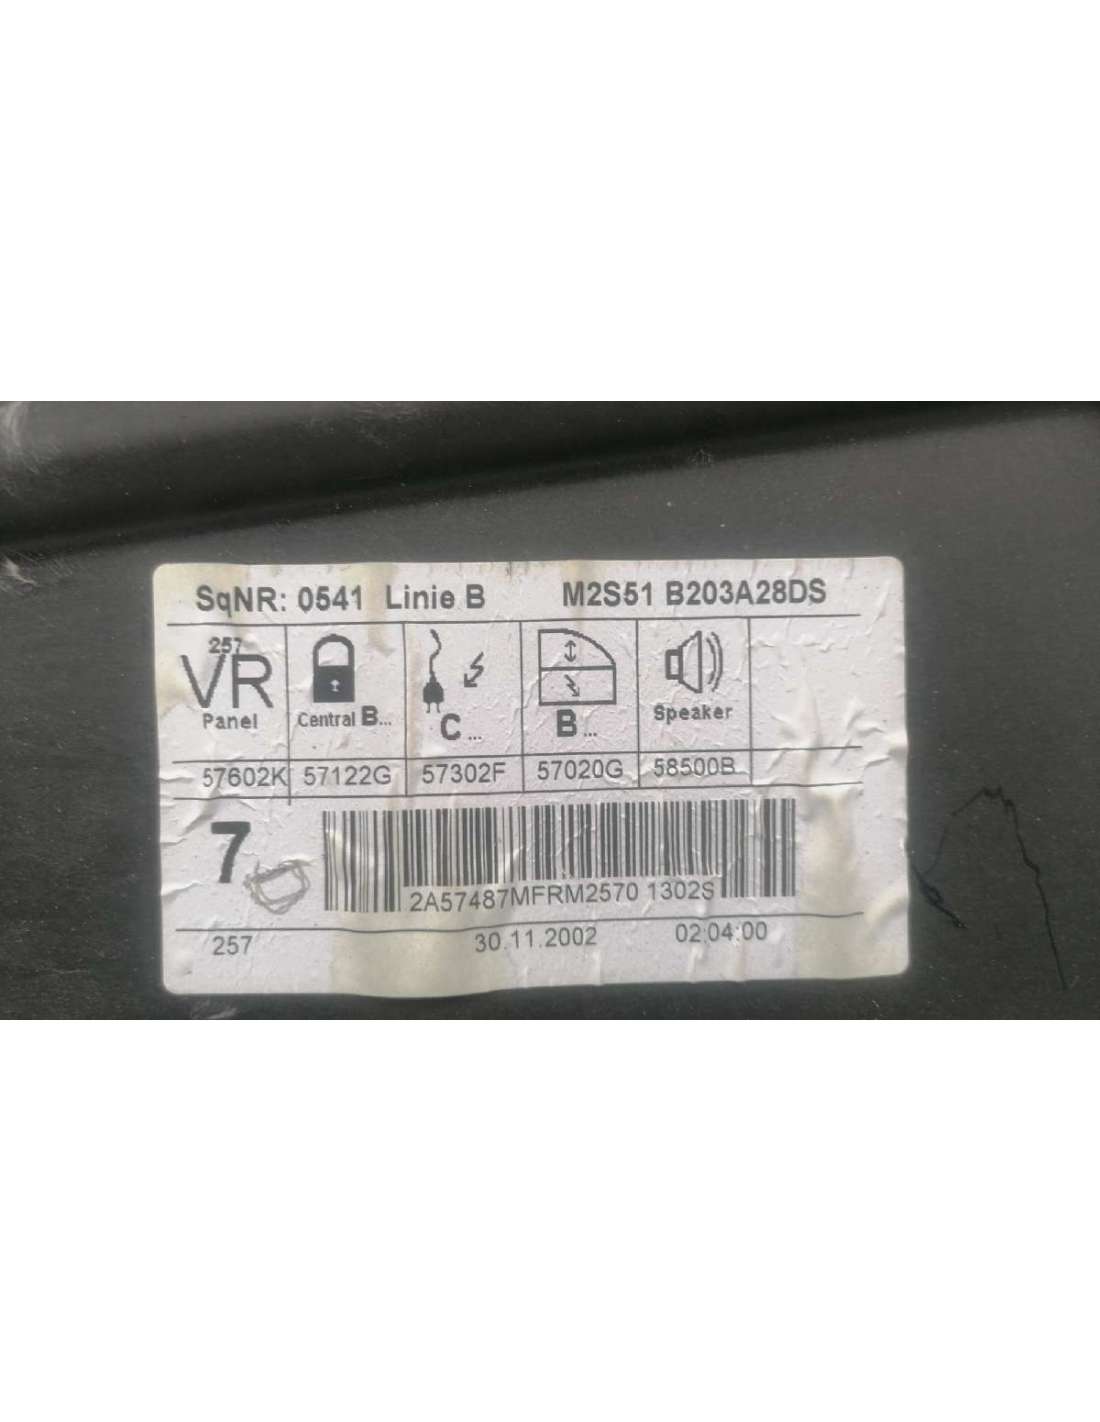 SqNR: 0541 Linie B M2S51 B203A28DS
257
VR
Panel Central B... C ... B ... Speaker
57602K 57122G 57302F 57020G 58500B
7
2A57487MFRM2570 1302S
257 30.11.2002 02:04:00